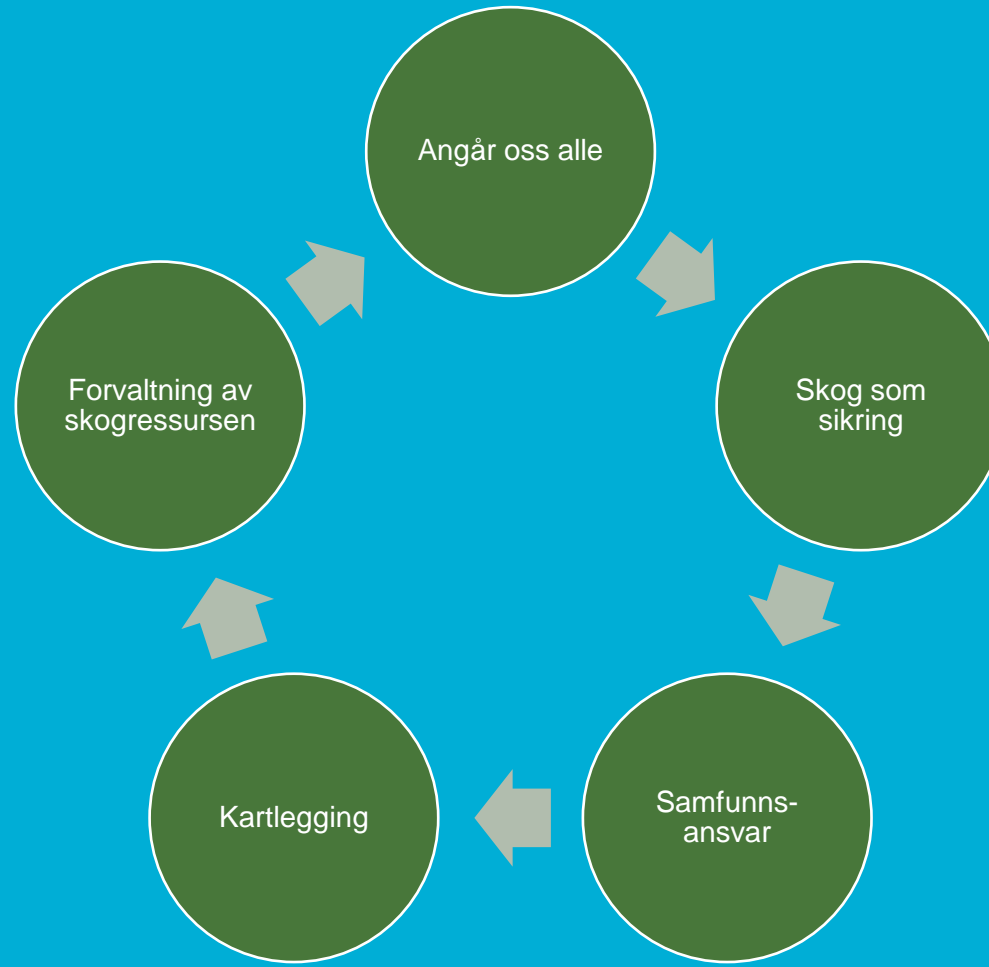 Angår oss alle
Skog som
sikring
Samfunns-
ansvar
Kartlegging
Forvaltning av
skogressursen